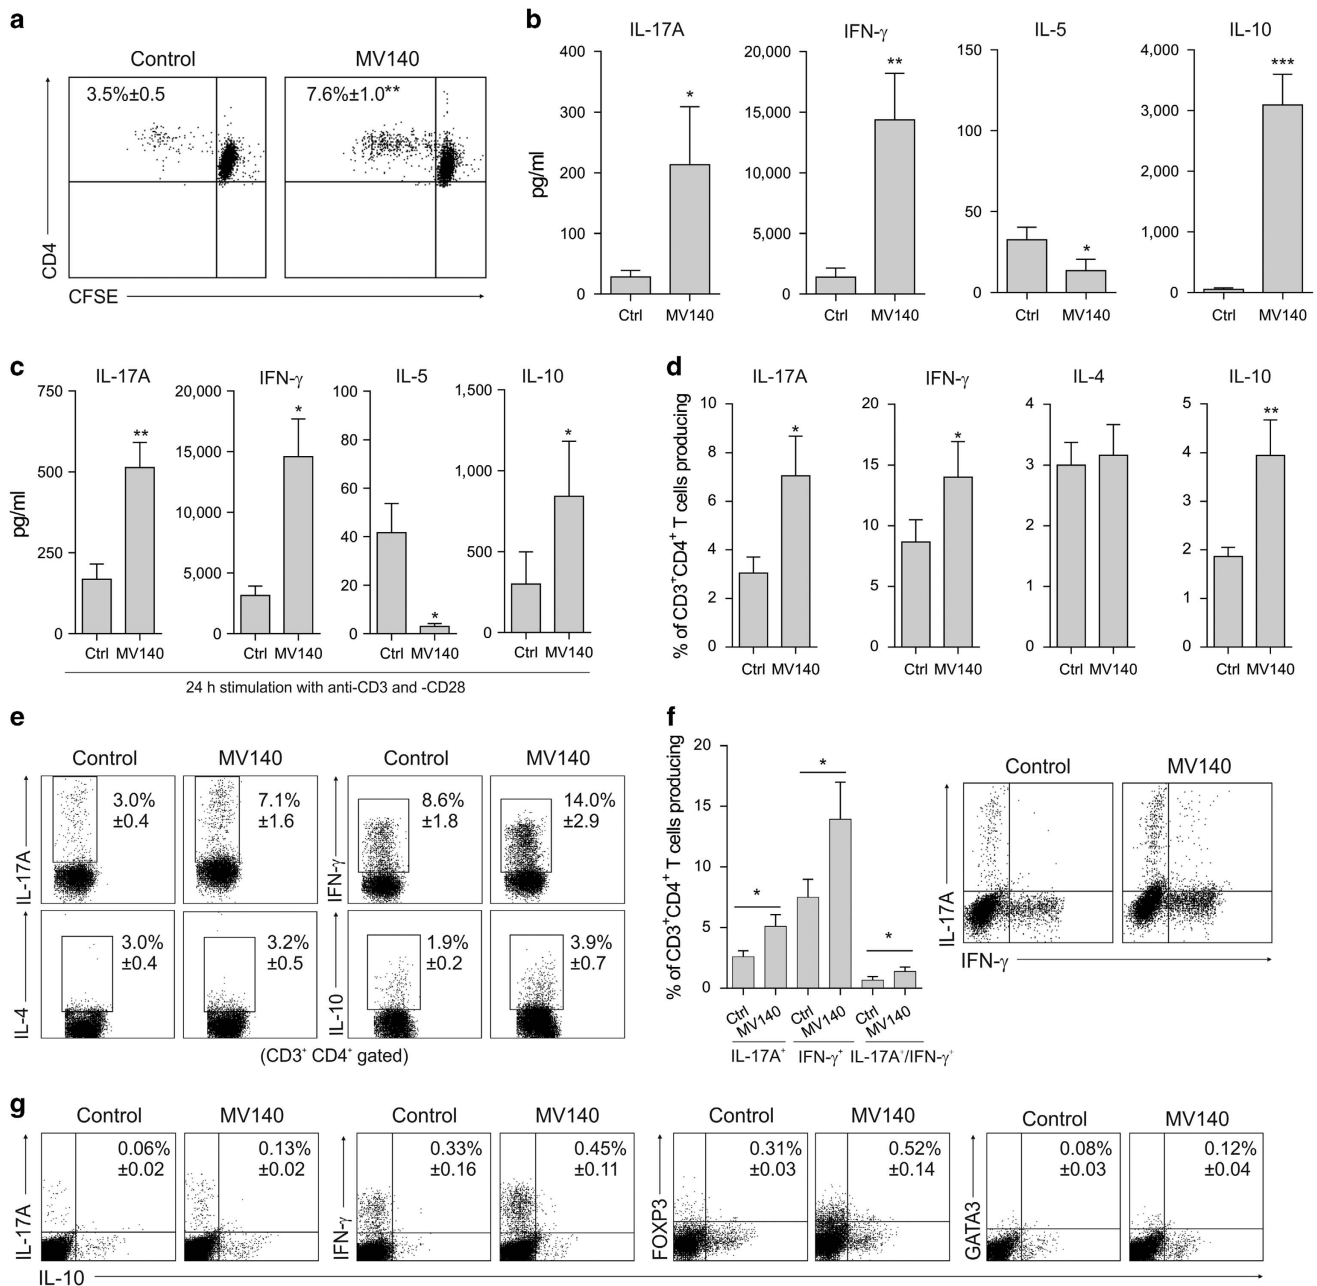 a
Control MV140
3.5%±0.5 7.6%±1.0**
CD4
CFSE
b
IL-17A IFN-γ IL-5 IL-10
pg/ml
400 300 200 100 0
*
Ctrl MV140
20,000 15,000 10,000 5,000 0
**
Ctrl MV140
150 100 50 0
*
Ctrl MV140
4,000 3,000 2,000 1,000 0
***
Ctrl MV140
c
IL-17A IFN-γ IL-5 IL-10
pg/ml
750 500 250 0
**
Ctrl MV140
20,000 15,000 10,000 5,000 0
*
Ctrl MV140
100 80 60 40 20 0
*
Ctrl MV140
1,500 1,000 500 0
*
Ctrl MV140
24 h stimulation with anti-CD3 and -CD28
d
IL-17A IFN-γ IL-4 IL-10
% of CD3⁺CD4⁺ T cells producing
10 8 6 4 2 0
*
Ctrl MV140
20 15 10 5 0
*
Ctrl MV140
4 3 2 1 0
Ctrl MV140
5 4 3 2 1 0
**
Ctrl MV140
e
Control MV140 Control MV140
IL-17A
3.0% ±0.4
7.1% ±1.6
IFN-γ
8.6% ±1.8
14.0% ±2.9
IL-4
3.0% ±0.4
3.2% ±0.5
IL-10
1.9% ±0.2
3.9% ±0.7
(CD3⁺ CD4⁺ gated)
f
% of CD3⁺CD4⁺ T cells producing
20 15 10 5 0
* * *
Ctrl MV140 Ctrl MV140 Ctrl MV140
IL-17A⁺ IFN-γ⁺ IL-17A⁺/IFN-γ⁺
Control MV140
IL-17A
IFN-γ
g
Control MV140 Control MV140 Control MV140 Control MV140
IL-17A
0.06% ±0.02
0.13% ±0.02
IFN-γ
0.33% ±0.16
0.45% ±0.11
FOXP3
0.31% ±0.03
0.52% ±0.14
GATA3
0.08% ±0.03
0.12% ±0.04
IL-10